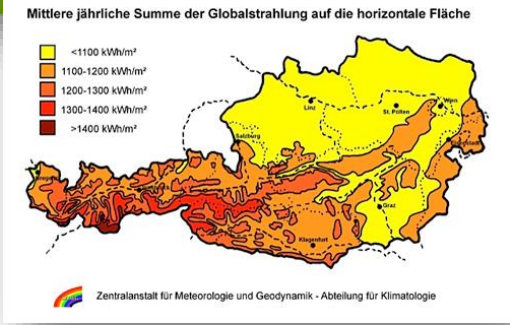 Mittlere jährliche Summe der Globalstrahlung auf die horizontale Fläche
<1100 kWh/m²
1100-1200 kWh/m²
1200-1300 kWh/m²
1300-1400 kWh/m²
>1400 kWh/m²
Linz
St. Pölten
Wien
Salzburg
Graz
Klagenfurt
Zentralanstalt für Meteorologie und Geodynamik - Abteilung für Klimatologie